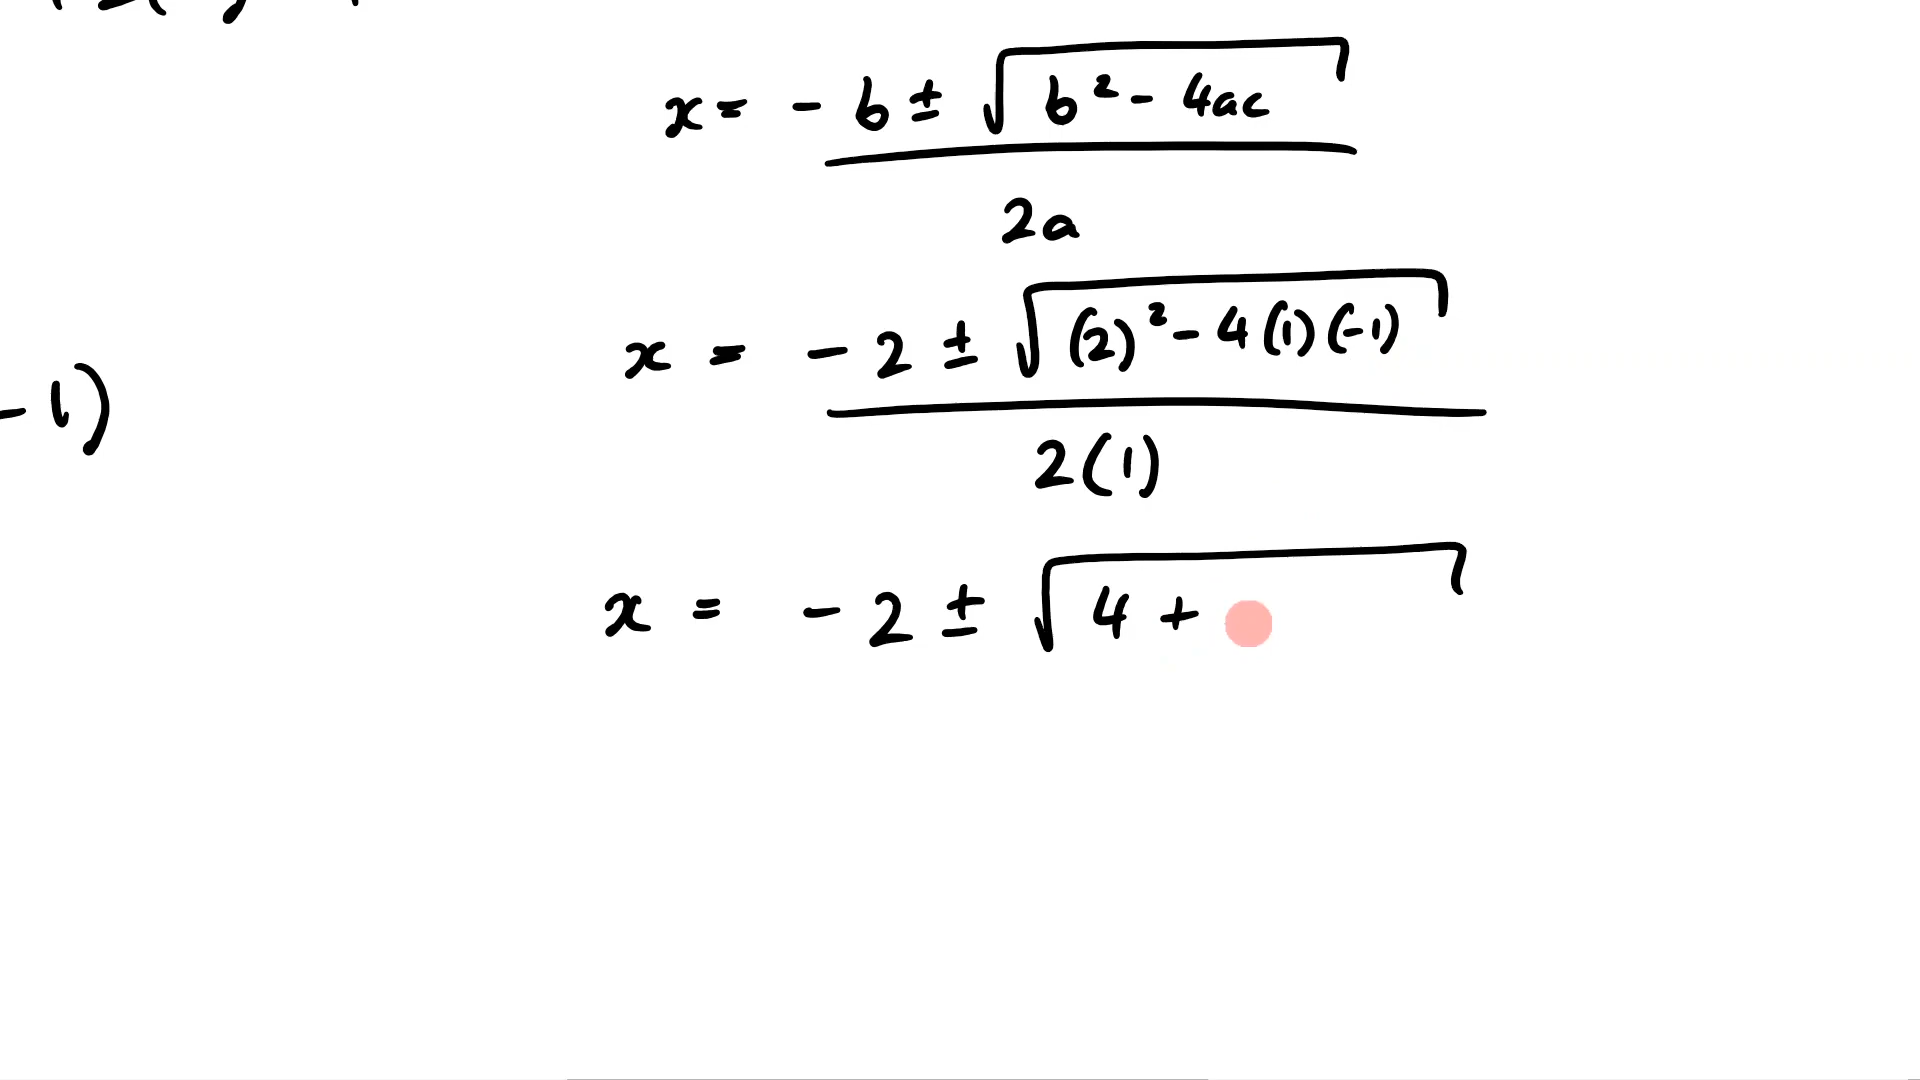 x = - b ± √ b² - 4ac
2a
x = - 2 ± √ (2)² - 4 (1) (-1)
2(1)
- 1)
x = - 2 ± √ 4 +